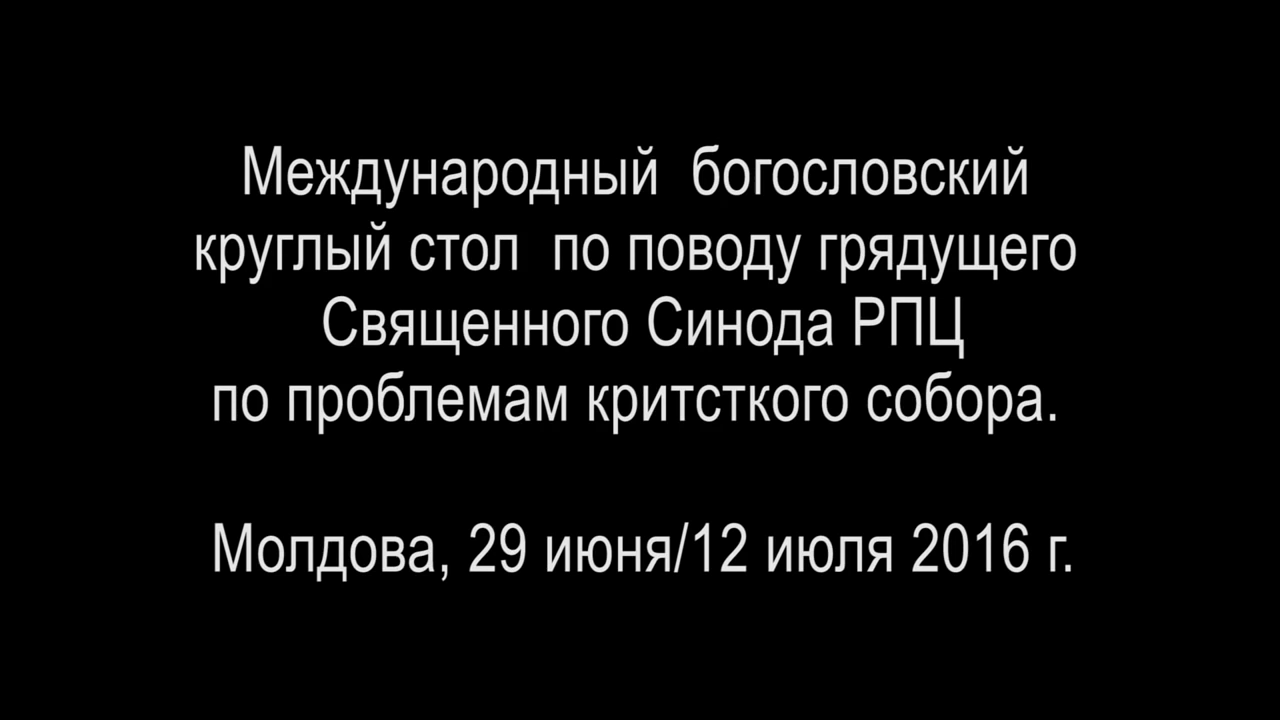 Международный богословский
круглый стол по поводу грядущего
Священного Синода РПЦ
по проблемам критсткого собора.
Молдова, 29 июня/12 июля 2016 г.